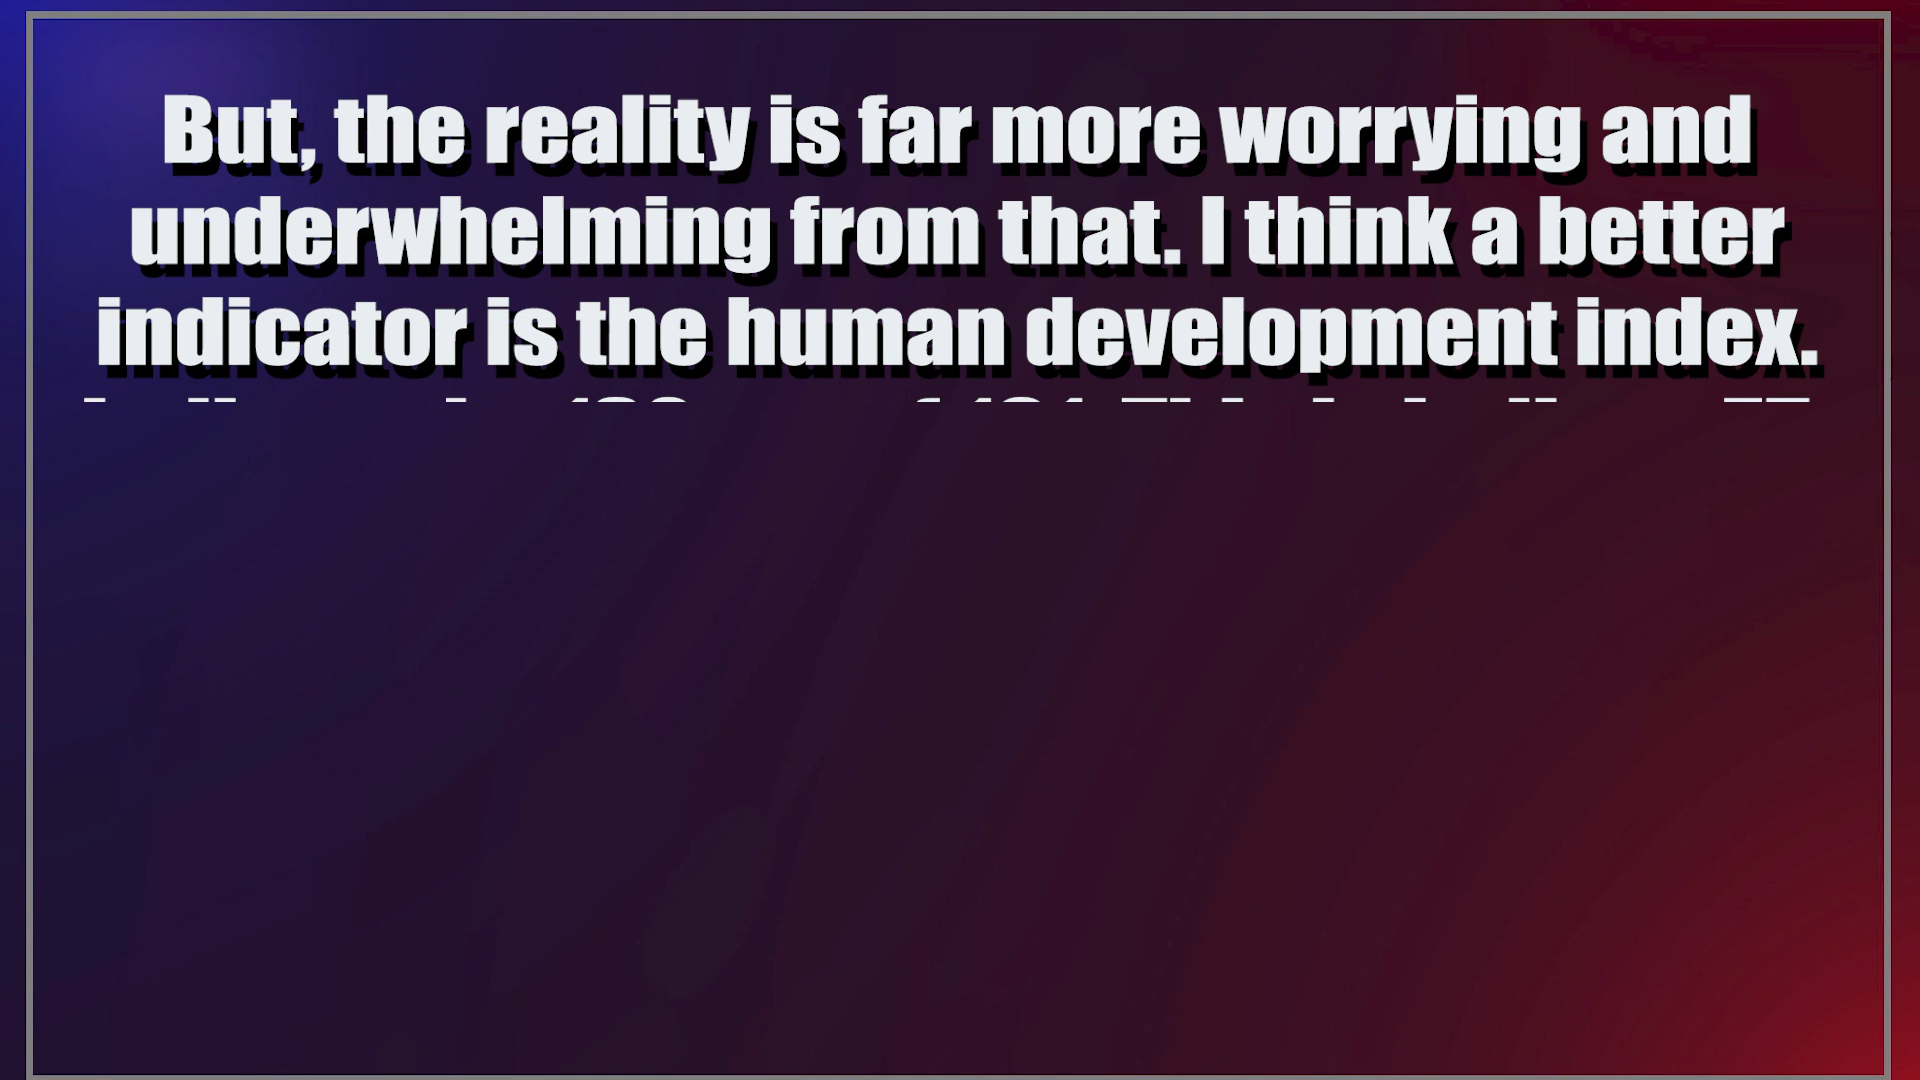 But, the reality is far more worrying and
underwhelming from that. I think a better
indicator is the human development index.